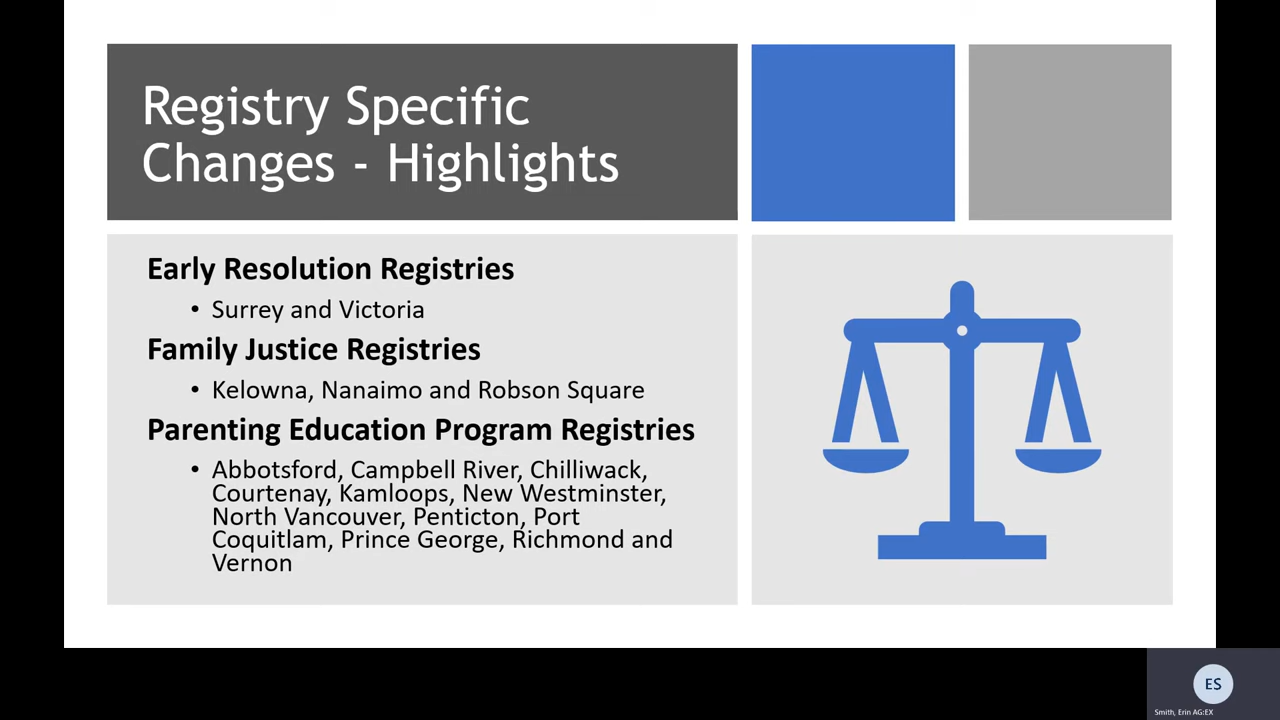 Registry Specific
Changes - Highlights
Early Resolution Registries
• Surrey and Victoria
Family Justice Registries
• Kelowna, Nanaimo and Robson Square
Parenting Education Program Registries
• Abbotsford, Campbell River, Chilliwack,
Courtenay, Kamloops, New Westminster,
North Vancouver, Penticton, Port
Coquitlam, Prince George, Richmond and
Vernon
ES
Smith, Erin AG:EX